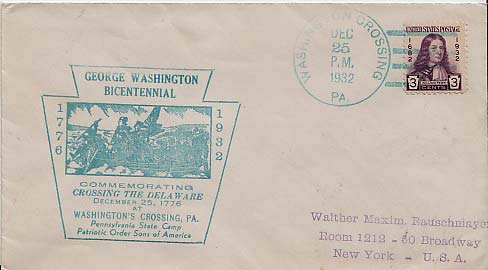 WASHINGTON CROSSING
DEC
25
P.M.
1932
PA.
UNITED STATES POSTAGE
1682
1932
3 3
CENTS
GEORGE WASHINGTON
BICENTENNIAL
1776
1932
COMMEMORATING
CROSSING THE DELAWARE
DECEMBER 25, 1776
AT
WASHINGTON'S CROSSING, PA.
Pennsylvania State Camp
Patriotic Order Sons of America
Walther Maxim. Rauschmayer
Room 1212 - 50 Broadway
New York - U. S. A.